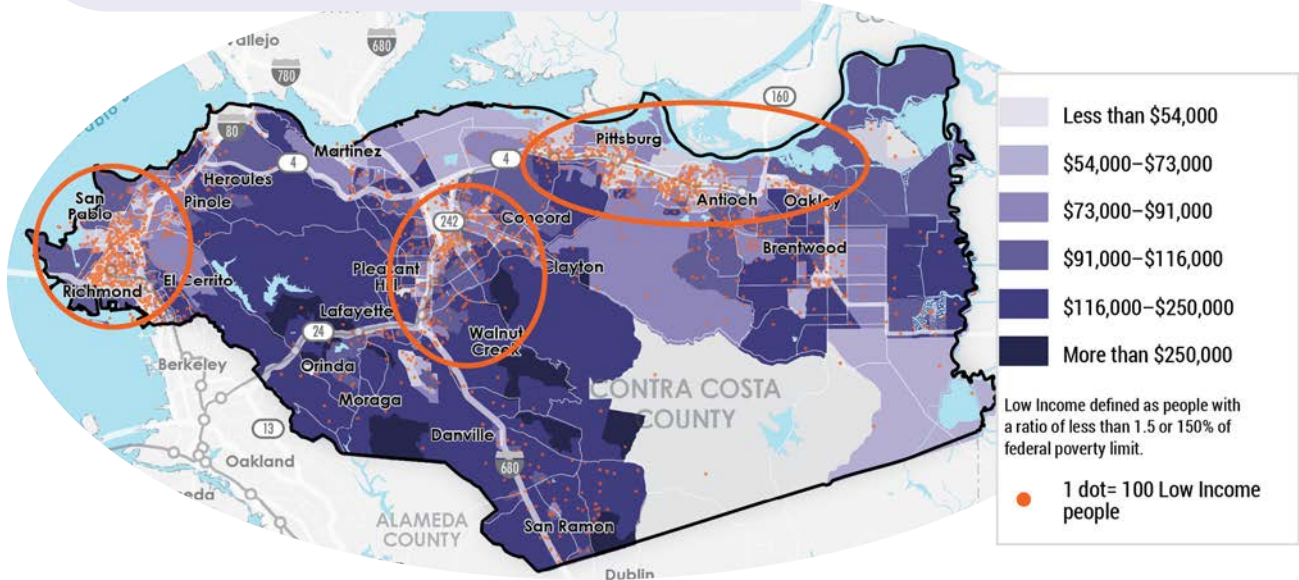 Vallejo
680
780
160
80
Pittsburg
4
Martinez
4
Hercules
San
Pablo
Pinole
Antioch
Oakley
242
Concord
Brentwood
Pleasant
Hill
Clayton
El Cerrito
Richmond
Lafayette
24
Walnut
Creek
Berkeley
Orinda
CONTRA COSTA
COUNTY
Moraga
13
Danville
680
Oakland
ALAMEDA
COUNTY
San Ramon
Dublin
Less than $54,000
$54,000–$73,000
$73,000–$91,000
$91,000–$116,000
$116,000–$250,000
More than $250,000
Low Income defined as people with
a ratio of less than 1.5 or 150% of
federal poverty limit.
1 dot= 100 Low Income
people